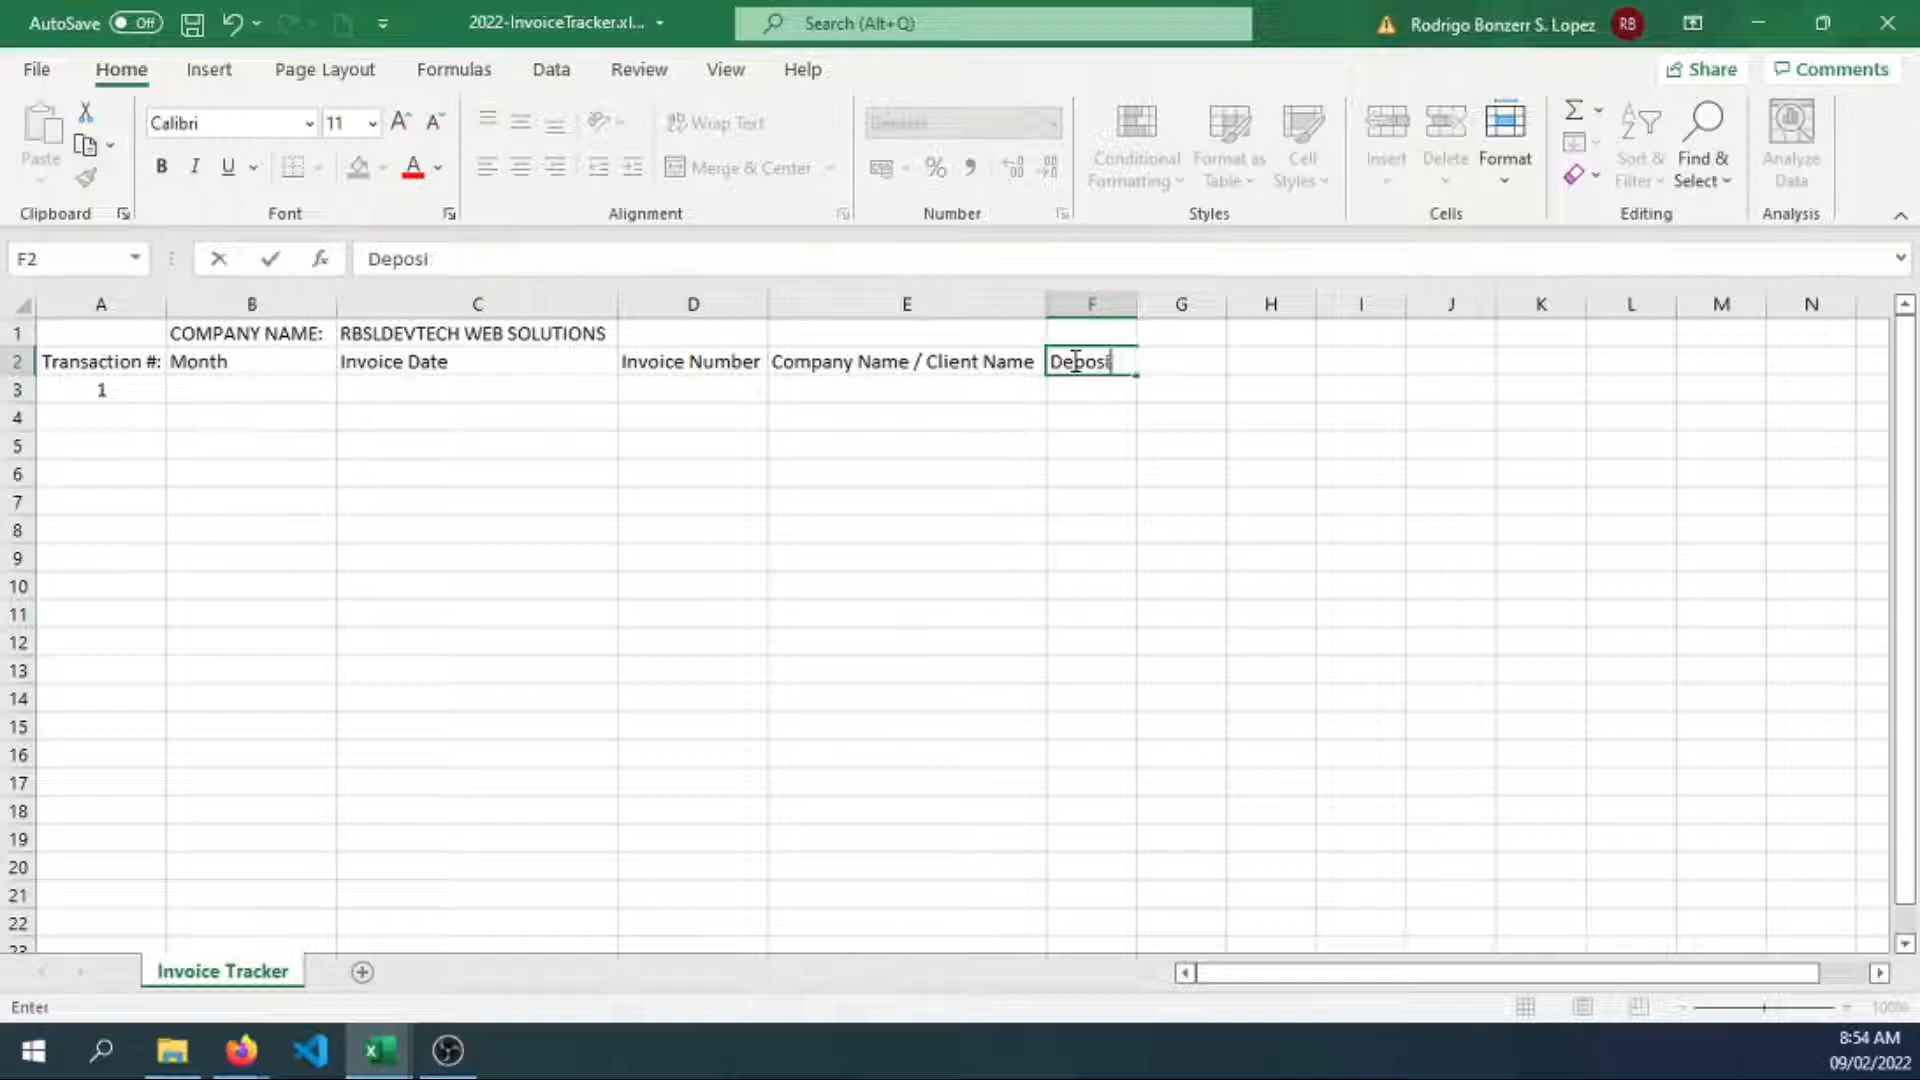 AutoSave Off 2022-InvoiceTracker.xl... Search (Alt+Q) Rodrigo Bonzerr S. Lopez RB
File Home Insert Page Layout Formulas Data Review View Help Share Comments
Calibri 11 Wrap Text
Paste B I U Merge & Center % Conditional Formatting Format as Table Cell Styles Insert Delete Format Sort & Filter Find & Select Analyze Data
Clipboard Font Alignment Number Styles Cells Editing Analysis
F2 fx Deposi
A B C D E F G H I J K L M N
1 COMPANY NAME: RBSLDEVTECH WEB SOLUTIONS
2 Transaction #: Month Invoice Date Invoice Number Company Name / Client Name Deposi
3 1
4
5
6
7
8
9
10
11
12
13
14
15
16
17
18
19
20
21
22
23
Invoice Tracker
Enter 100%
8:54 AM
09/02/2022